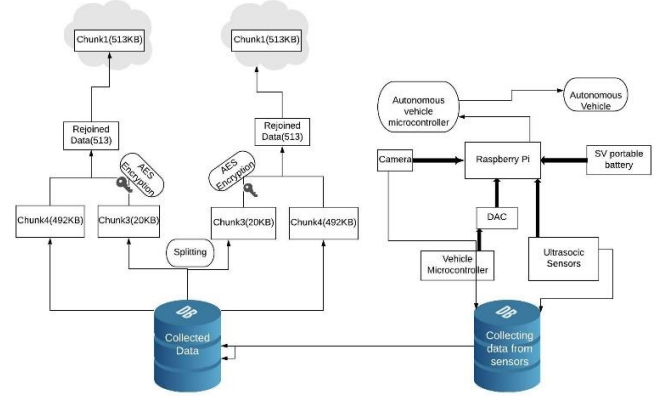 Chunk1(513KB)
Chunk1(513KB)
Rejoined
Data(513)
Rejoined
Data(513)
AES
Encryption
AES
Encryption
Chunk4(492KB)
Chunk3(20KB)
Chunk3(20KB)
Chunk4(492KB)
Splitting
DB
Collected
Data
Autonomous
vehicle
microcontroller
Autonomous
Vehicle
Camera
Raspberry Pi
SV portable
battery
DAC
Vehicle
Microcontroller
Ultrasocic
Sensors
DB
Collecting
data from
sensors